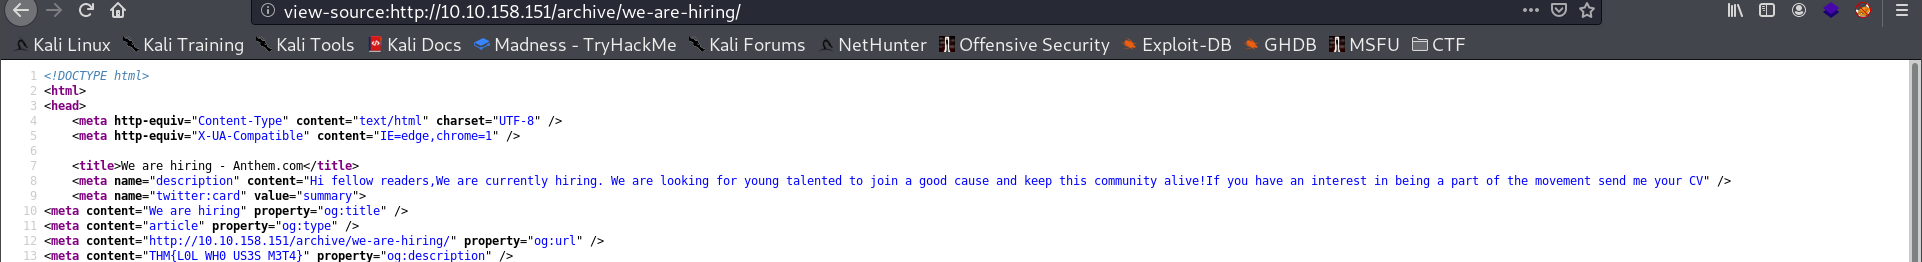 view-source:http://10.10.158.151/archive/we-are-hiring/
Kali Linux Kali Training Kali Tools Kali Docs Madness - TryHackMe Kali Forums NetHunter Offensive Security Exploit-DB GHDB MSFU CTF
1 <!DOCTYPE html>
2 <html>
3 <head>
4 <meta http-equiv="Content-Type" content="text/html" charset="UTF-8" />
5 <meta http-equiv="X-UA-Compatible" content="IE=edge,chrome=1" />
6
7 <title>We are hiring - Anthem.com</title>
8 <meta name="description" content="Hi fellow readers,We are currently hiring. We are looking for young talented to join a good cause and keep this community alive!If you have an interest in being a part of the movement send me your CV" />
9 <meta name="twitter:card" value="summary">
10 <meta content="We are hiring" property="og:title" />
11 <meta content="article" property="og:type" />
12 <meta content="http://10.10.158.151/archive/we-are-hiring/" property="og:url" />
13 <meta content="THM{L0L_WH0_US3S_M3T4}" property="og:description" />